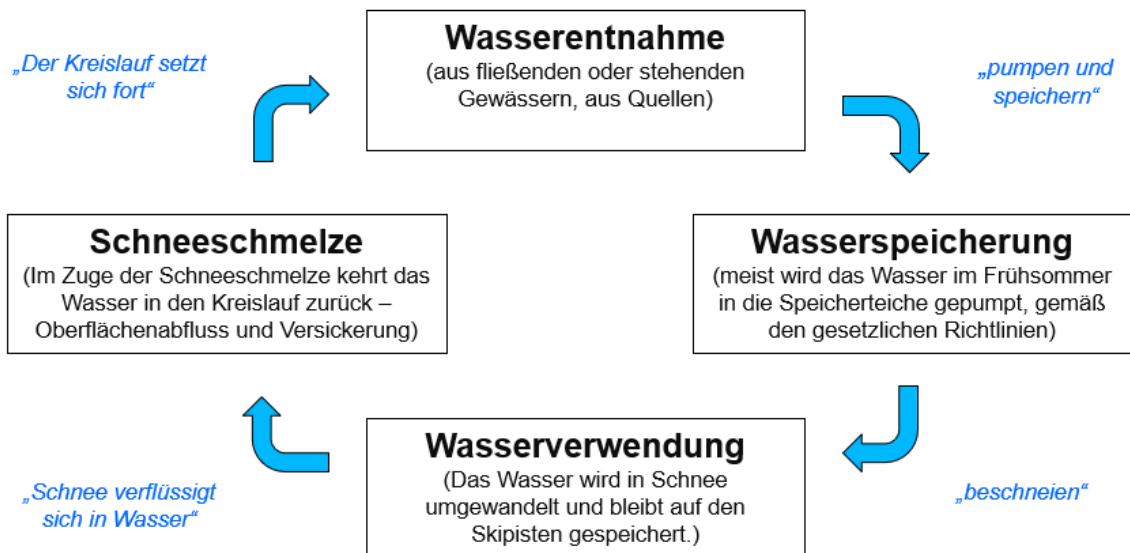 Wasserentnahme
(aus fließenden oder stehenden
Gewässern, aus Quellen)
„Der Kreislauf setzt
sich fort“
„pumpen und
speichern“
Schneeschmelze
(Im Zuge der Schneeschmelze kehrt das
Wasser in den Kreislauf zurück –
Oberflächenabfluss und Versickerung)
Wasserspeicherung
(meist wird das Wasser im Frühsommer
in die Speicherteiche gepumpt, gemäß
den gesetzlichen Richtlinien)
Wasserverwendung
(Das Wasser wird in Schnee
umgewandelt und bleibt auf den
Skipisten gespeichert.)
„Schnee verflüssigt
sich in Wasser“
„beschneien“